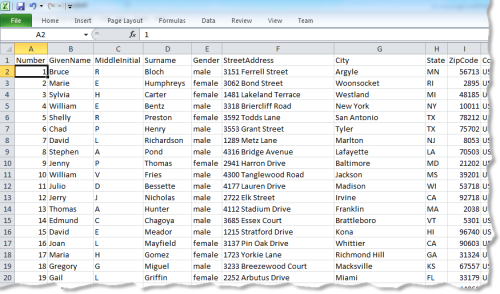 File Home Insert Page Layout Formulas Data Review View Team
A2 fx 1
A B C D E F G H I
1 Number GivenName MiddleInitial Surname Gender StreetAddress City State ZipCode Co
2 1 Bruce R Bloch male 3151 Ferrell Street Argyle MN 56713 US
3 2 Marie E Humphreys female 3062 Bond Street Woonsocket RI 2895 US
4 3 Sylvia H Carter female 1481 Lakeland Terrace Westland MI 48185 US
5 4 William E Bentz male 3318 Briercliff Road New York NY 10011 US
6 5 Shelly R Preston female 3592 Todds Lane San Antonio TX 78212 U
7 6 Chad P Henry male 3553 Grant Street Tyler TX 75702 U
8 7 David L Richardson male 1289 Metz Lane Marlton NJ 8053 U
9 8 Stephen A Pond male 4316 Bridge Avenue Lafayette LA 70503 US
10 9 Jenny P Thomas female 2941 Harron Drive Baltimore MD 21202 US
11 10 William V Fries male 4300 Tanglewood Road Jackson MS 39201 US
12 11 Julio D Bessette male 4177 Lauren Drive Madison WI 53718 U
13 12 Jerry J Nicholas male 2722 Elk Street Irvine CA 92718 U
14 13 Thomas A Hunter male 4112 Stadium Drive Franklin MA 2038 U
15 14 Edmund C Chagoya male 3685 Essex Court Brattleboro VT 5301 US
16 15 David E Meador male 1215 Stratford Drive Kona HI 96740 US
17 16 Joan L Mayfield female 3137 Pin Oak Drive Whittier CA 90603 US
18 17 Maria H Gomez female 1723 Yorkie Lane Richmond Hill GA 31324 US
19 18 Gregory G Miguel male 3233 Breezewood Court Macksville KS 67557 US
20 19 Gail L Griffin female 2252 Arbutus Drive Miami FL 33179 U